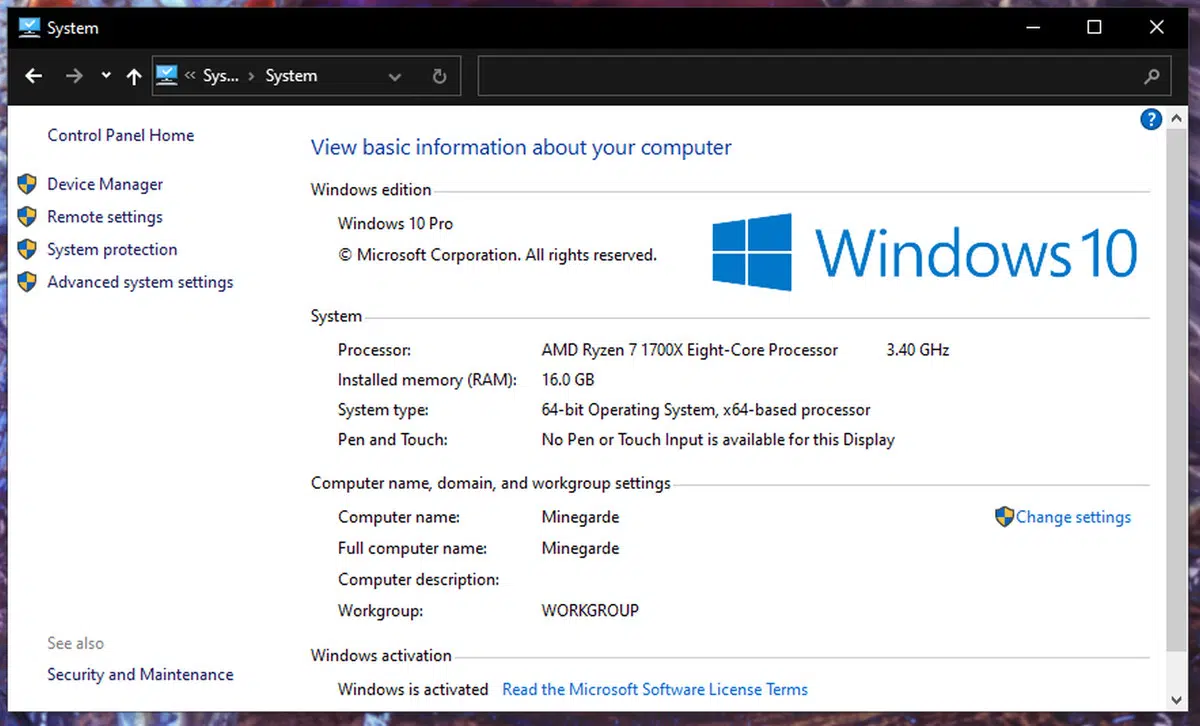 System
« Sys... › System
Control Panel Home
Device Manager
Remote settings
System protection
Advanced system settings
See also
Security and Maintenance
?
View basic information about your computer
Windows edition
Windows 10 Pro
© Microsoft Corporation. All rights reserved.
Windows 10
System
Processor: AMD Ryzen 7 1700X Eight-Core Processor 3.40 GHz
Installed memory (RAM): 16.0 GB
System type: 64-bit Operating System, x64-based processor
Pen and Touch: No Pen or Touch Input is available for this Display
Computer name, domain, and workgroup settings
Computer name: Minegarde Change settings
Full computer name: Minegarde
Computer description:
Workgroup: WORKGROUP
Windows activation
Windows is activated Read the Microsoft Software License Terms